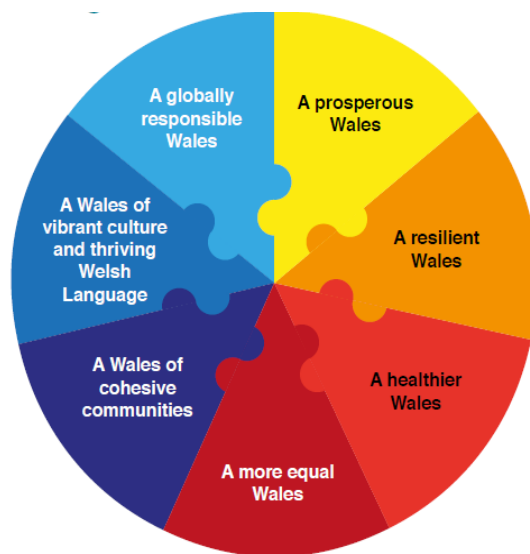 A prosperous
Wales
A resilient
Wales
A healthier
Wales
A more equal
Wales
A Wales of
cohesive
communities
A Wales of
vibrant culture
and thriving
Welsh
Language
A globally
responsible
Wales